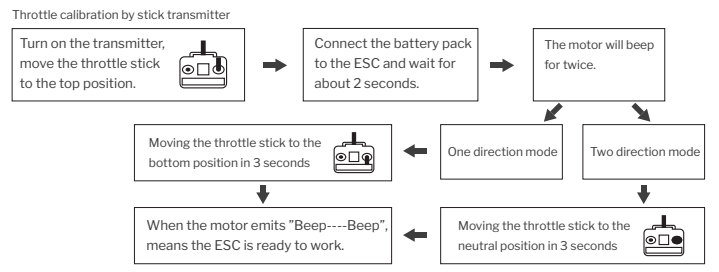 Throttle calibration by stick transmitter
Turn on the transmitter,
move the throttle stick
to the top position.
Connect the battery pack
to the ESC and wait for
about 2 seconds.
The motor will beep
for twice.
One direction mode
Two direction mode
Moving the throttle stick to the
bottom position in 3 seconds
Moving the throttle stick to the
neutral position in 3 seconds
When the motor emits "Beep----Beep",
means the ESC is ready to work.